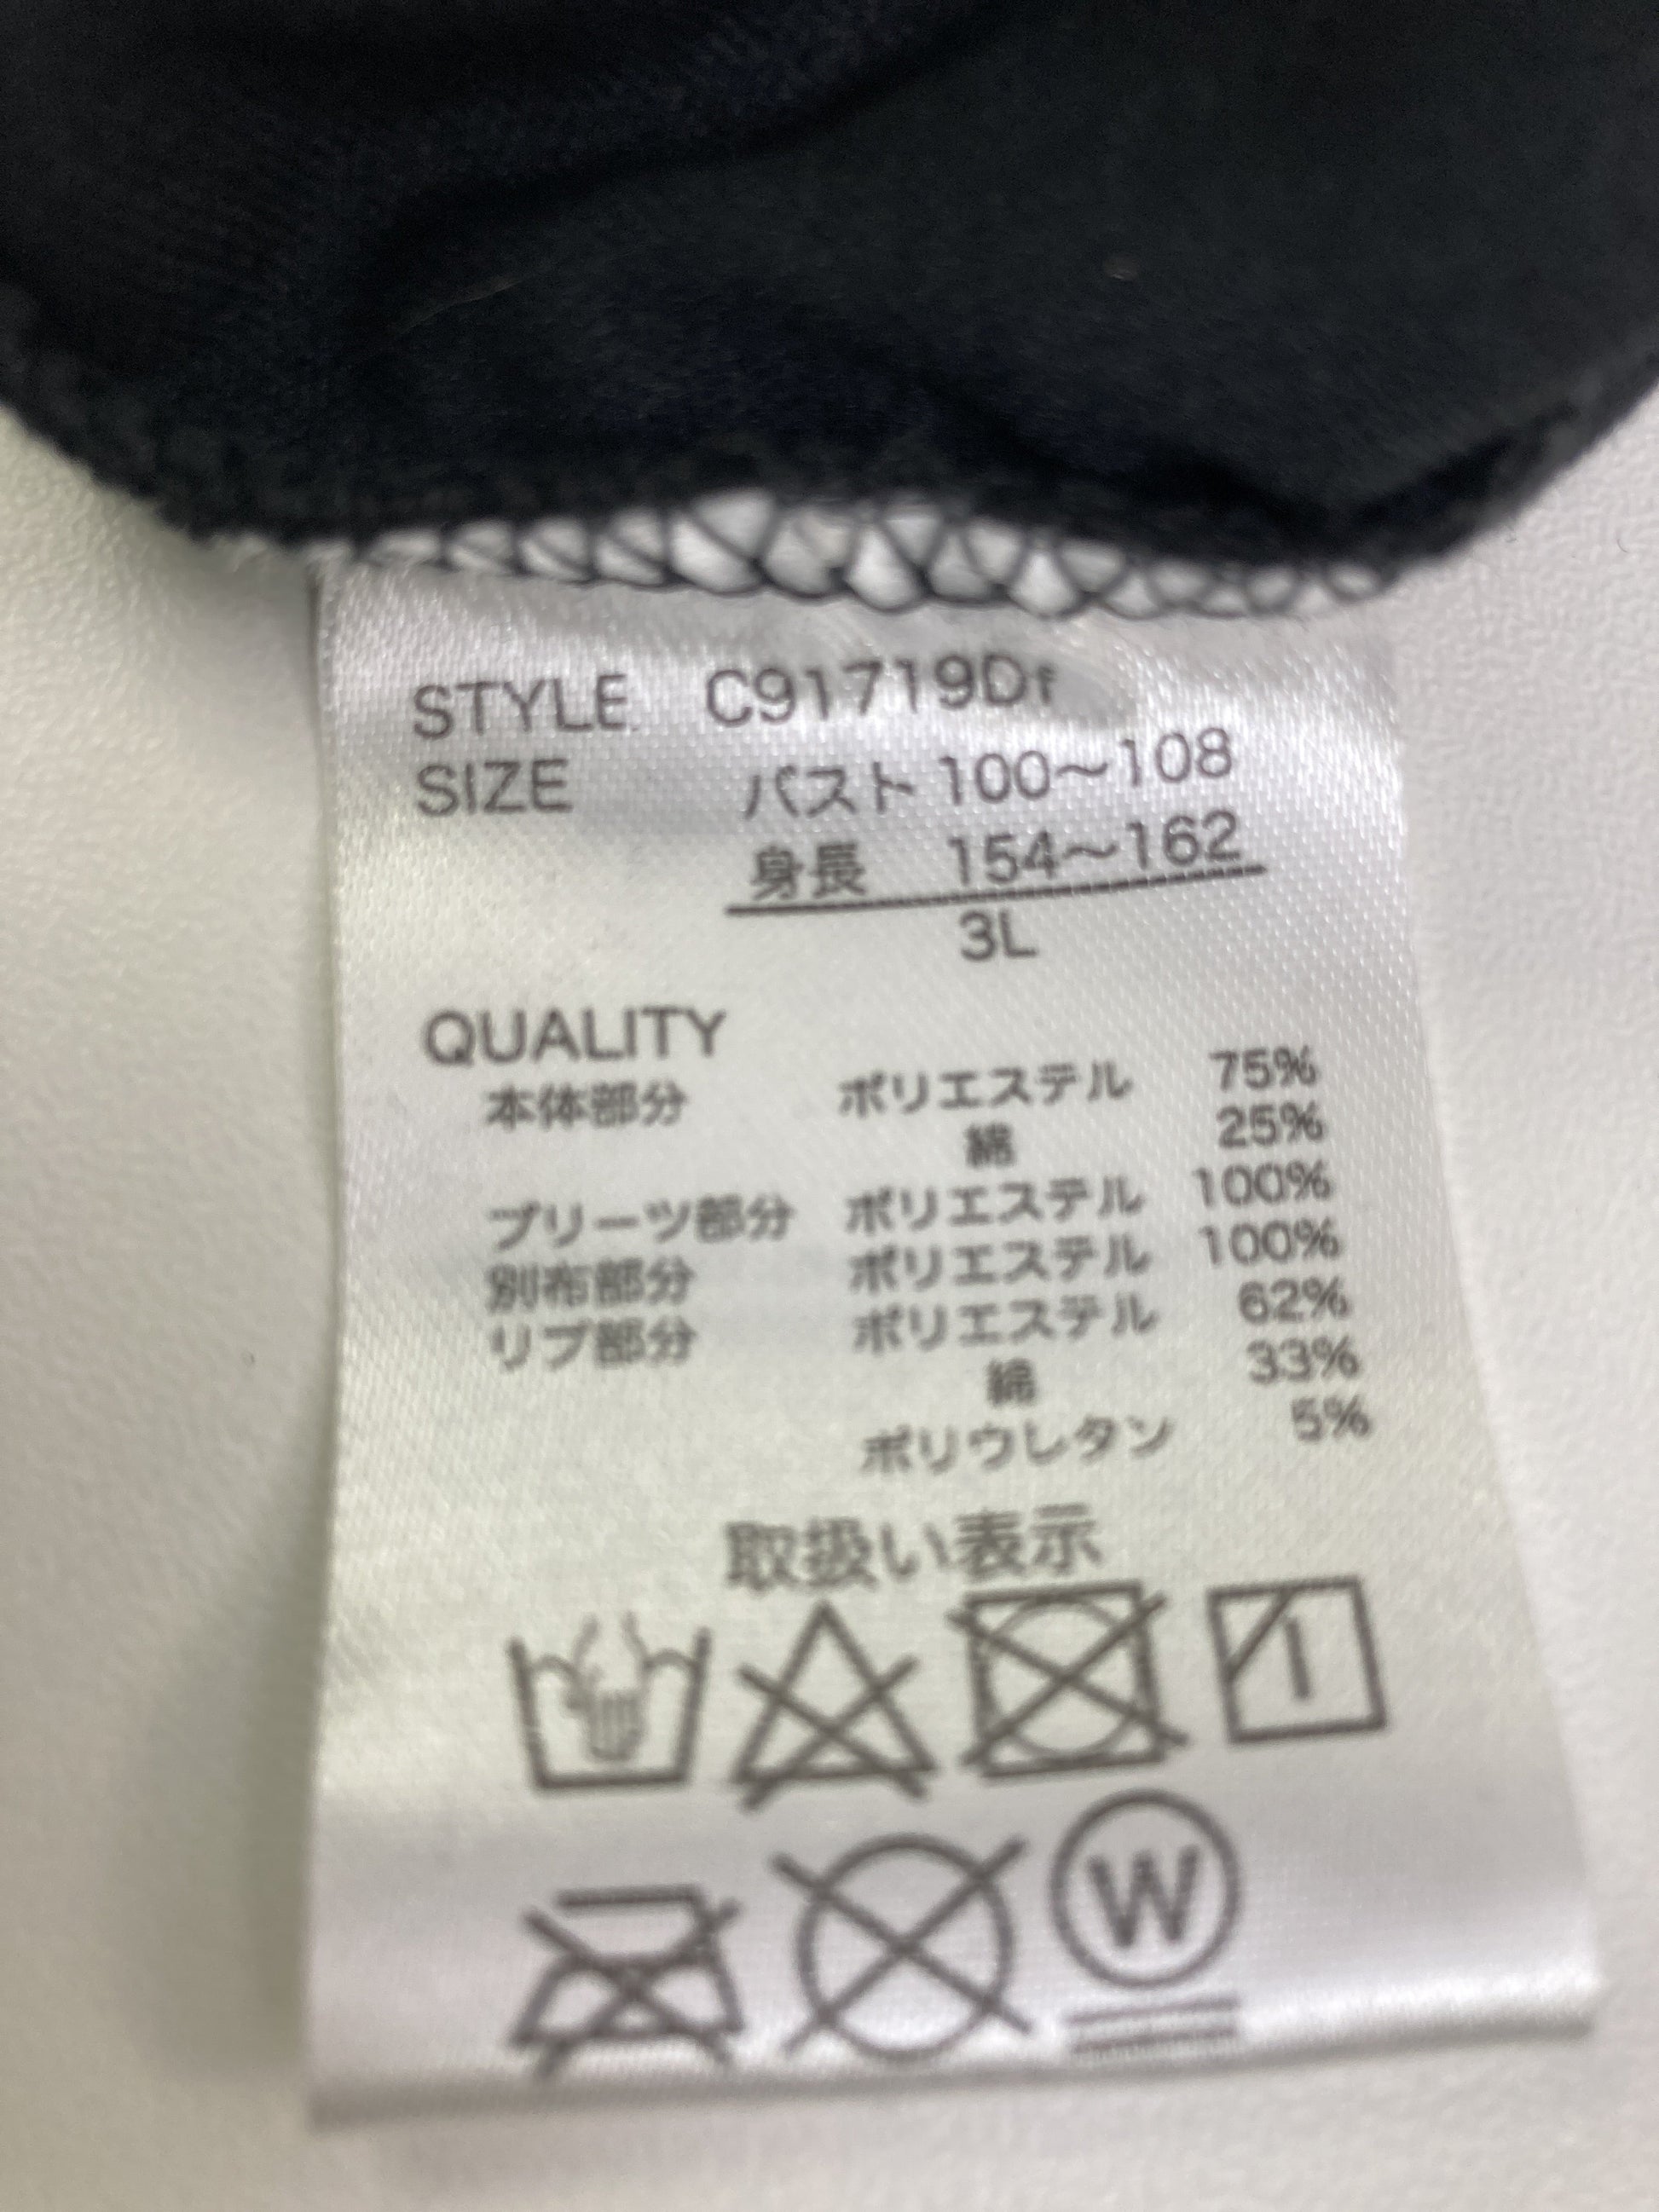 STYLE C91719Df
SIZE バスト 100～108
身長 154～162
3L
QUALITY
本体部分 ポリエステル 75%
綿 25%
プリーツ部分 ポリエステル 100%
別布部分 ポリエステル 100%
リブ部分 ポリエステル 62%
綿 33%
ポリウレタン 5%
取扱い表示
W